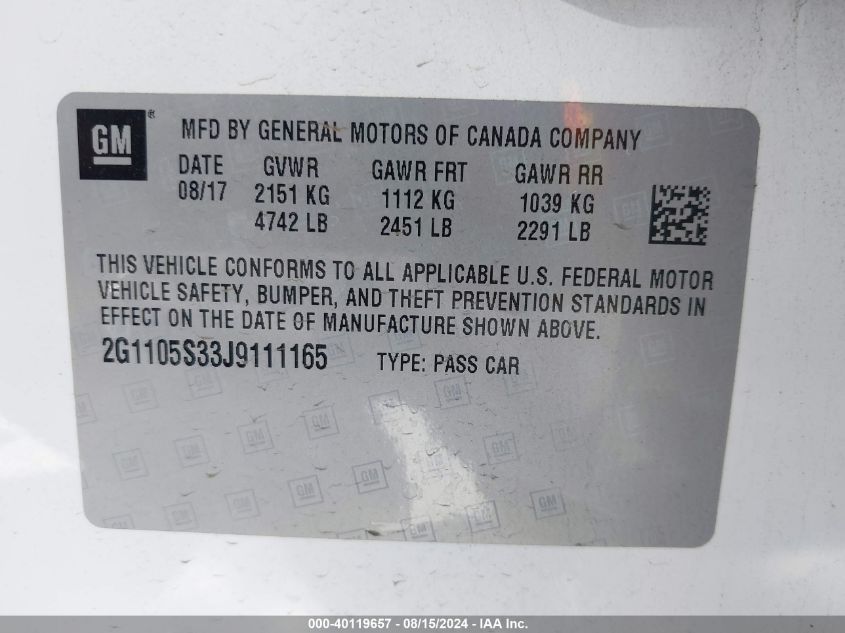 GM ®
MFD BY GENERAL MOTORS OF CANADA COMPANY
DATE GVWR GAWR FRT GAWR RR
08/17 2151 KG 1112 KG 1039 KG
4742 LB 2451 LB 2291 LB
THIS VEHICLE CONFORMS TO ALL APPLICABLE U.S. FEDERAL MOTOR
VEHICLE SAFETY, BUMPER, AND THEFT PREVENTION STANDARDS IN
EFFECT ON THE DATE OF MANUFACTURE SHOWN ABOVE.
2G1105S33J9111165 TYPE: PASS CAR
000-40119657 - 08/15/2024 - IAA Inc.